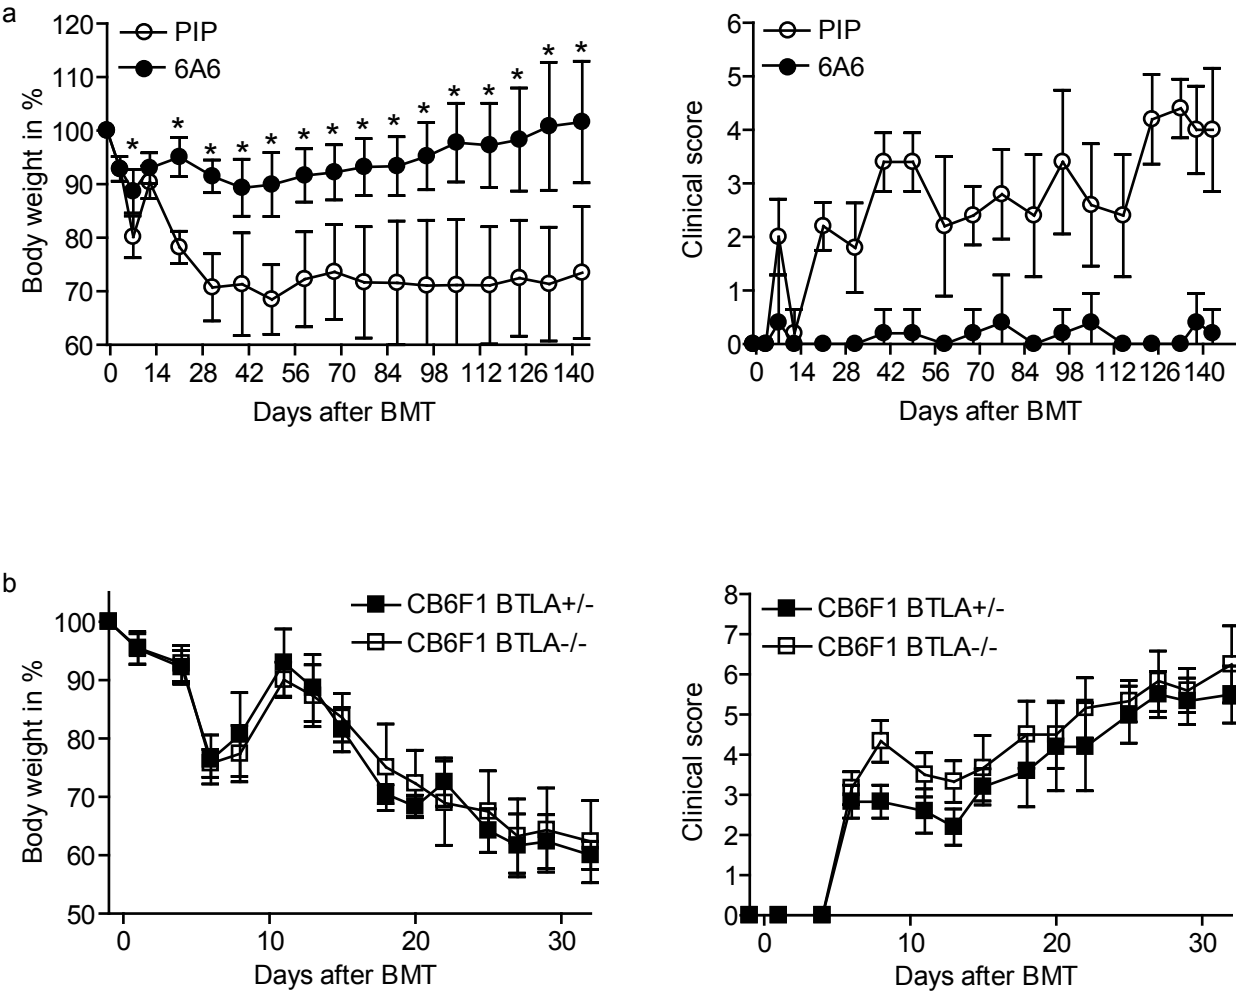 a
PIP
6A6
* * * * * * * * * * * * * * *
120
110
100
90
80
70
60
Body weight in %
0 14 28 42 56 70 84 98 112 126 140
Days after BMT
PIP
6A6
6
5
4
3
2
1
0
Clinical score
0 14 28 42 56 70 84 98 112 126 140
Days after BMT
b
CB6F1 BTLA+/-
CB6F1 BTLA-/-
100
90
80
70
60
50
Body weight in %
0 10 20 30
Days after BMT
CB6F1 BTLA+/-
CB6F1 BTLA-/-
8
7
6
5
4
3
2
1
0
Clinical score
0 10 20 30
Days after BMT